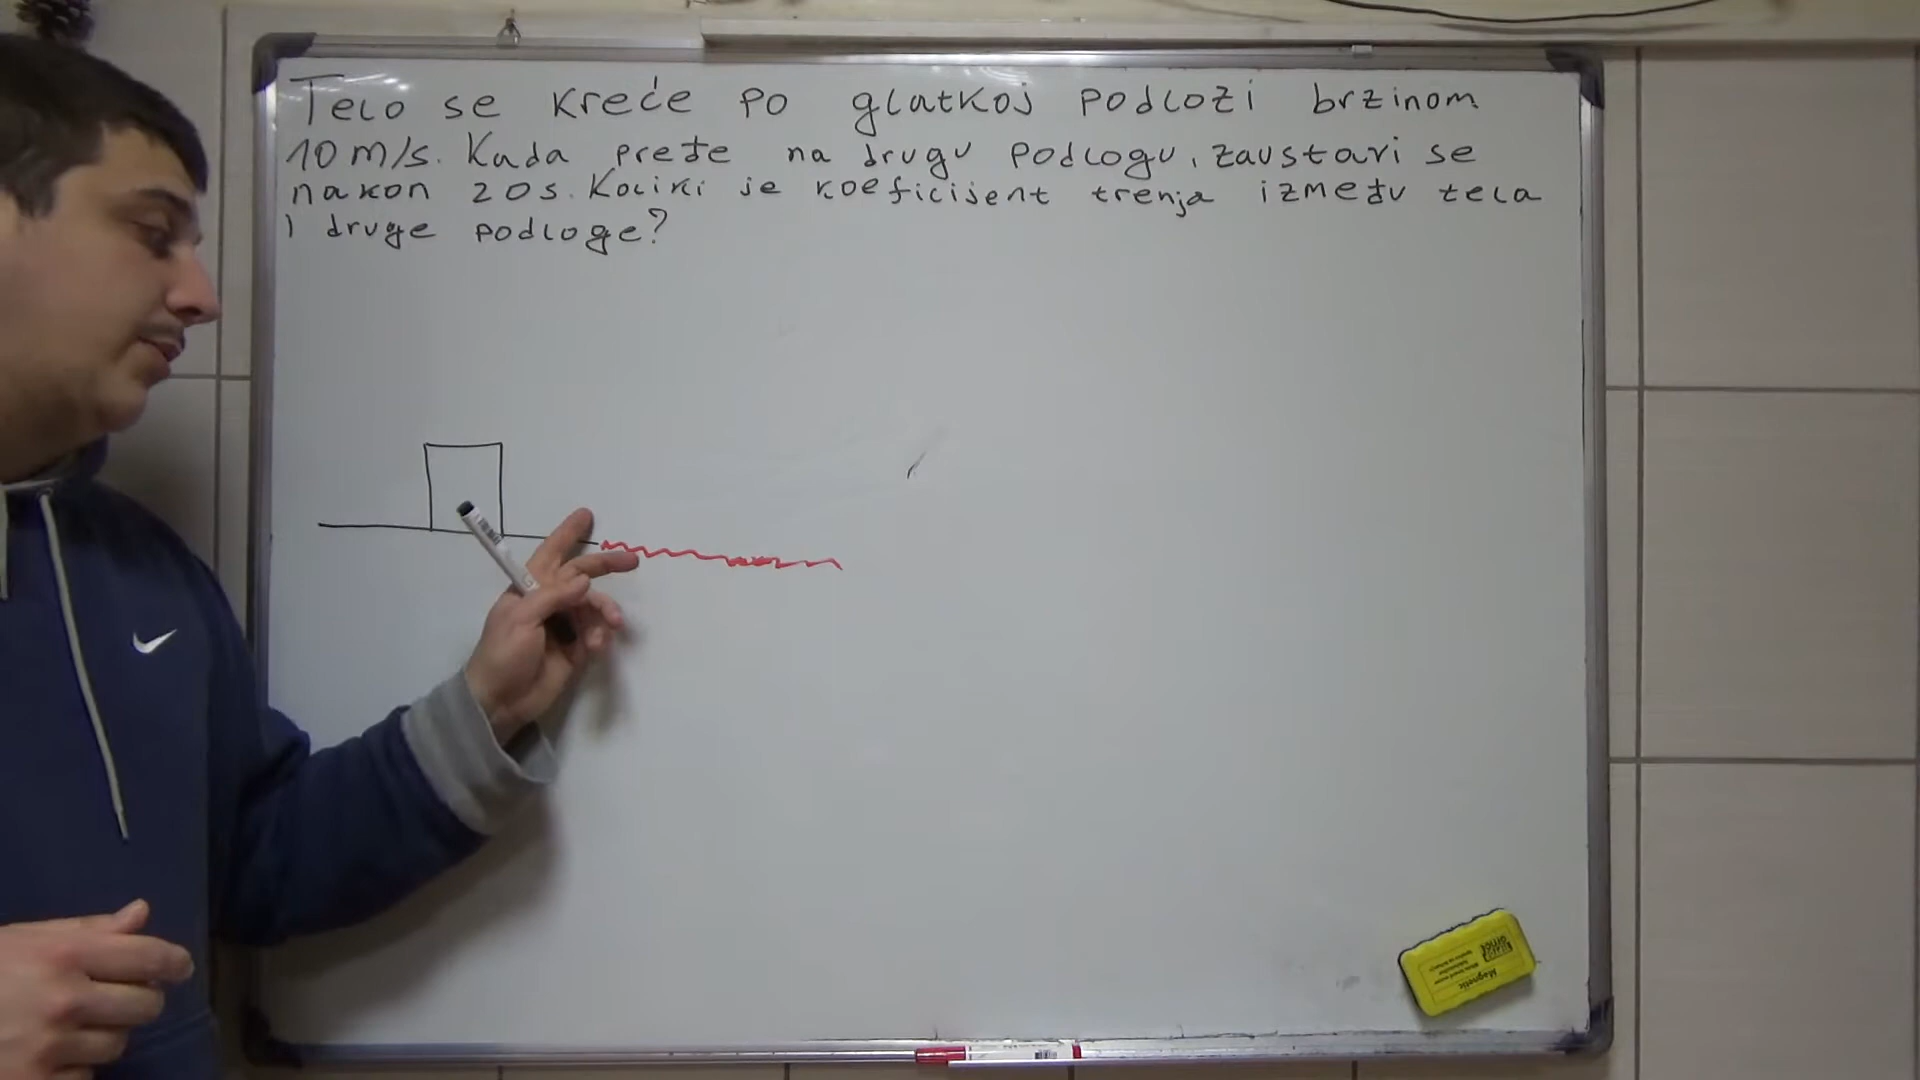 Telo se kreće po glatkoj podlozi brzinom
10 m/s. Kada pređe na drugu podlogu, zaustavi se
nakon 20s. Koliki je koeficijent trenja između tela
i druge podloge?
Magnetic